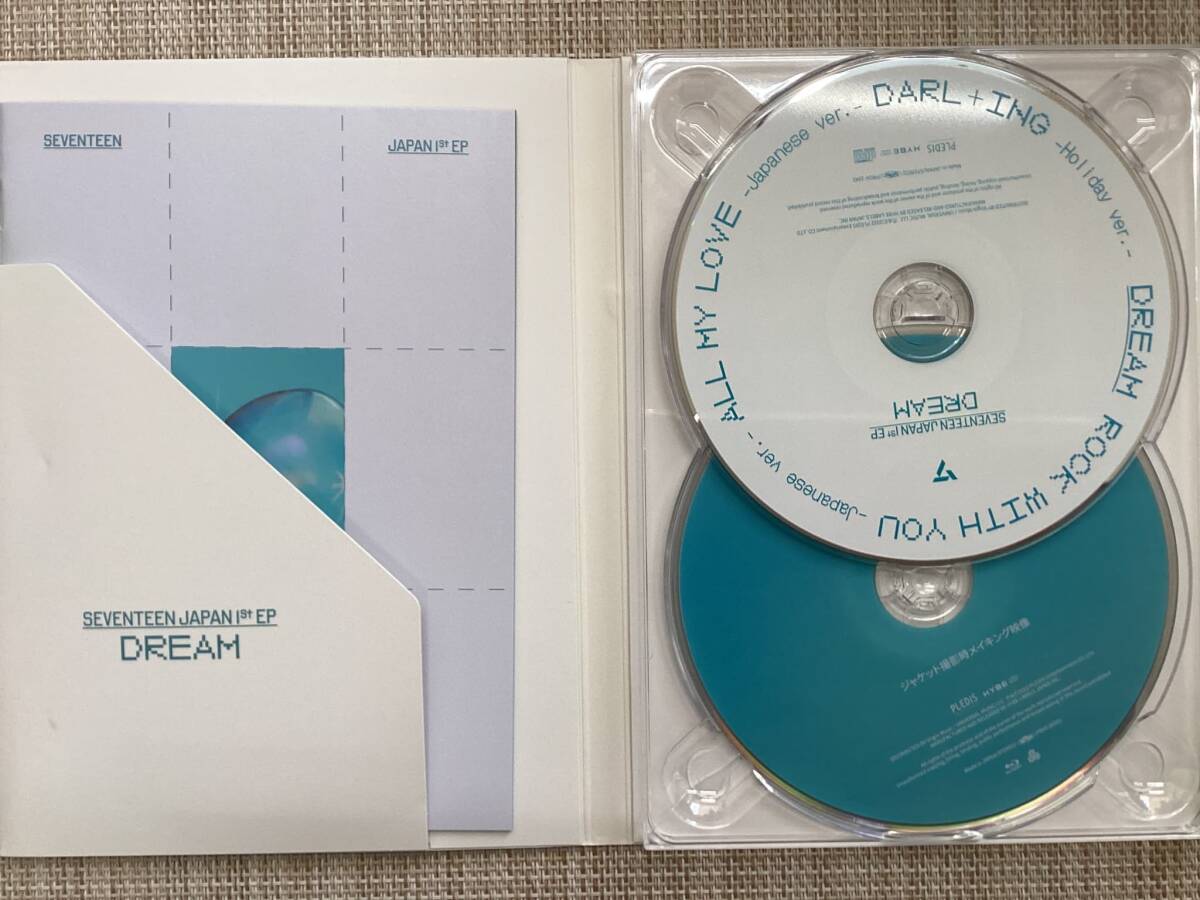 SEVENTEEN
JAPAN 1St EP
SEVENTEEN JAPAN 1St EP
DREAM
DREAM
ROCK WITH YOU -Japanese ver.-
ALL MY LOVE -Japanese ver.-
DARL+ING -Holiday ver.-
PLEDIS HYBE
SEVENTEEN JAPAN 1St EP
DREAM
ジャケット撮影時メイキング映像
PLEDIS HYBE